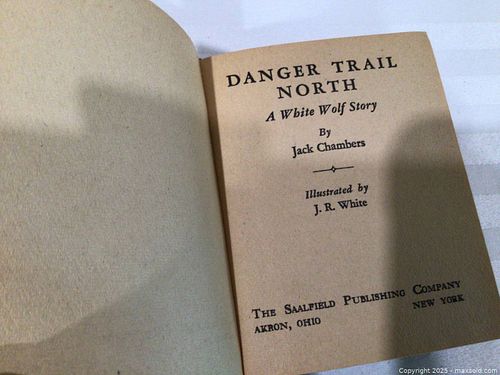 DANGER TRAIL
NORTH
A White Wolf Story
By
Jack Chambers
Illustrated by
J. R. White
THE SAALFIELD PUBLISHING COMPANY
AKRON, OHIO NEW YORK
Copyright 2025 - maxsold.com